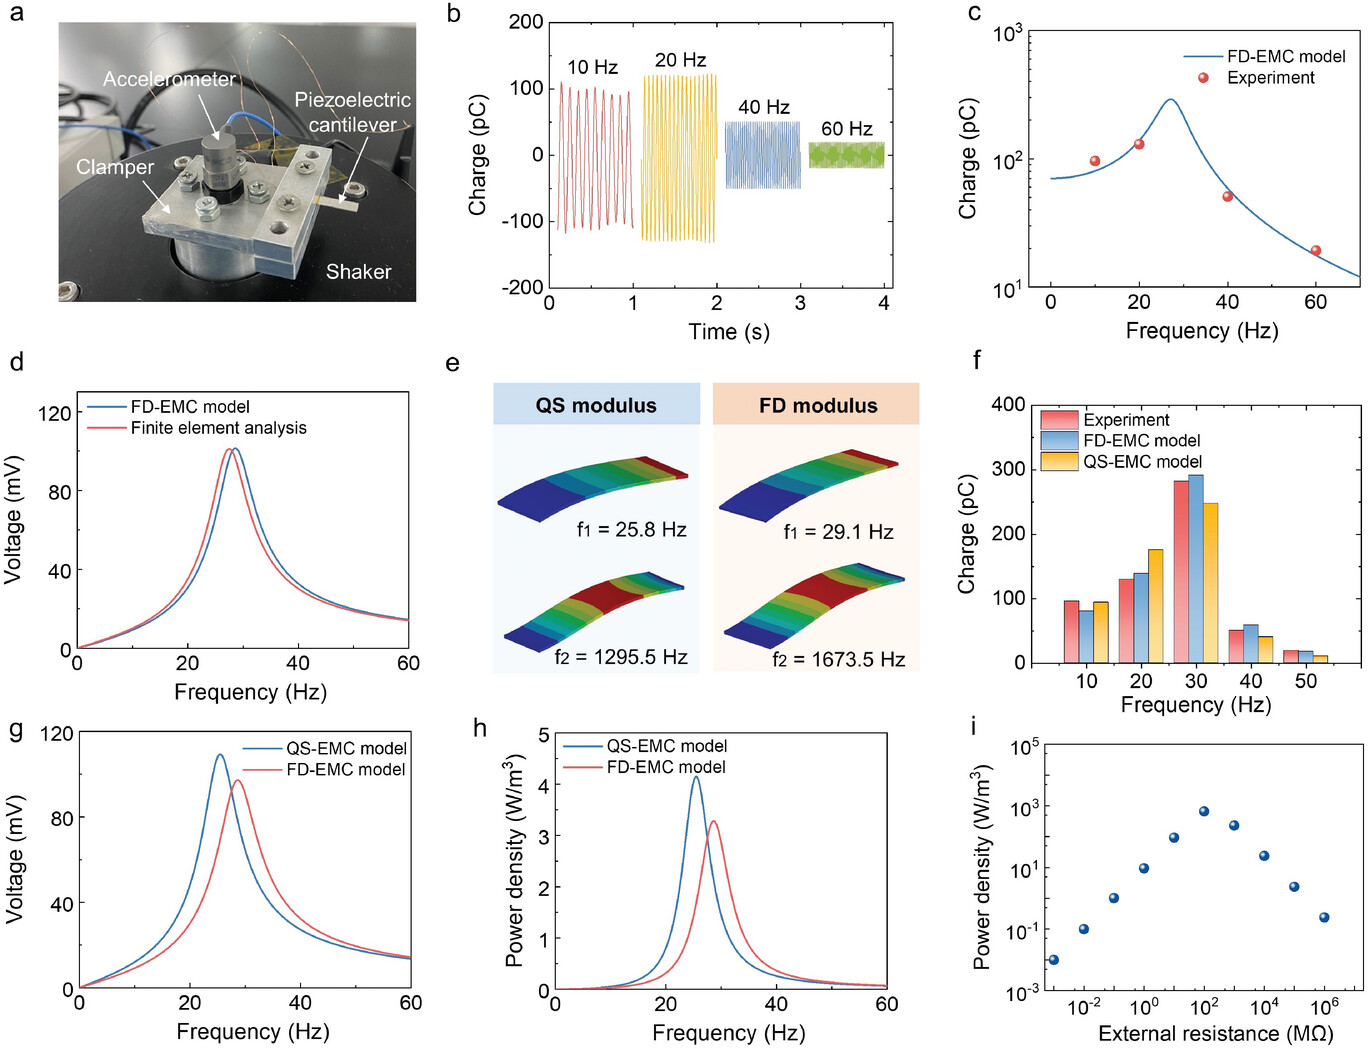 a
Accelerometer
Piezoelectric
cantilever
Clamper
Shaker
b
Charge (pC)
200
100
0
-100
-200
10 Hz
20 Hz
40 Hz
60 Hz
0
1
2
3
4
Time (s)
c
Charge (pC)
10³
10²
10¹
FD-EMC model
Experiment
0
20
40
60
Frequency (Hz)
d
Voltage (mV)
120
80
40
0
FD-EMC model
Finite element analysis
0
20
40
60
Frequency (Hz)
e
QS modulus
FD modulus
f₁ = 25.8 Hz
f₁ = 29.1 Hz
f₂ = 1295.5 Hz
f₂ = 1673.5 Hz
f
Charge (pC)
400
300
200
100
0
Experiment
FD-EMC model
QS-EMC model
10
20
30
40
50
Frequency (Hz)
g
Voltage (mV)
120
80
40
0
QS-EMC model
FD-EMC model
0
20
40
60
Frequency (Hz)
h
Power density (W/m³)
5
4
3
2
1
0
QS-EMC model
FD-EMC model
0
20
40
60
Frequency (Hz)
i
Power density (W/m³)
10⁵
10³
10¹
10⁻¹
10⁻³
10⁻²
10⁰
10²
10⁴
10⁶
External resistance (MΩ)